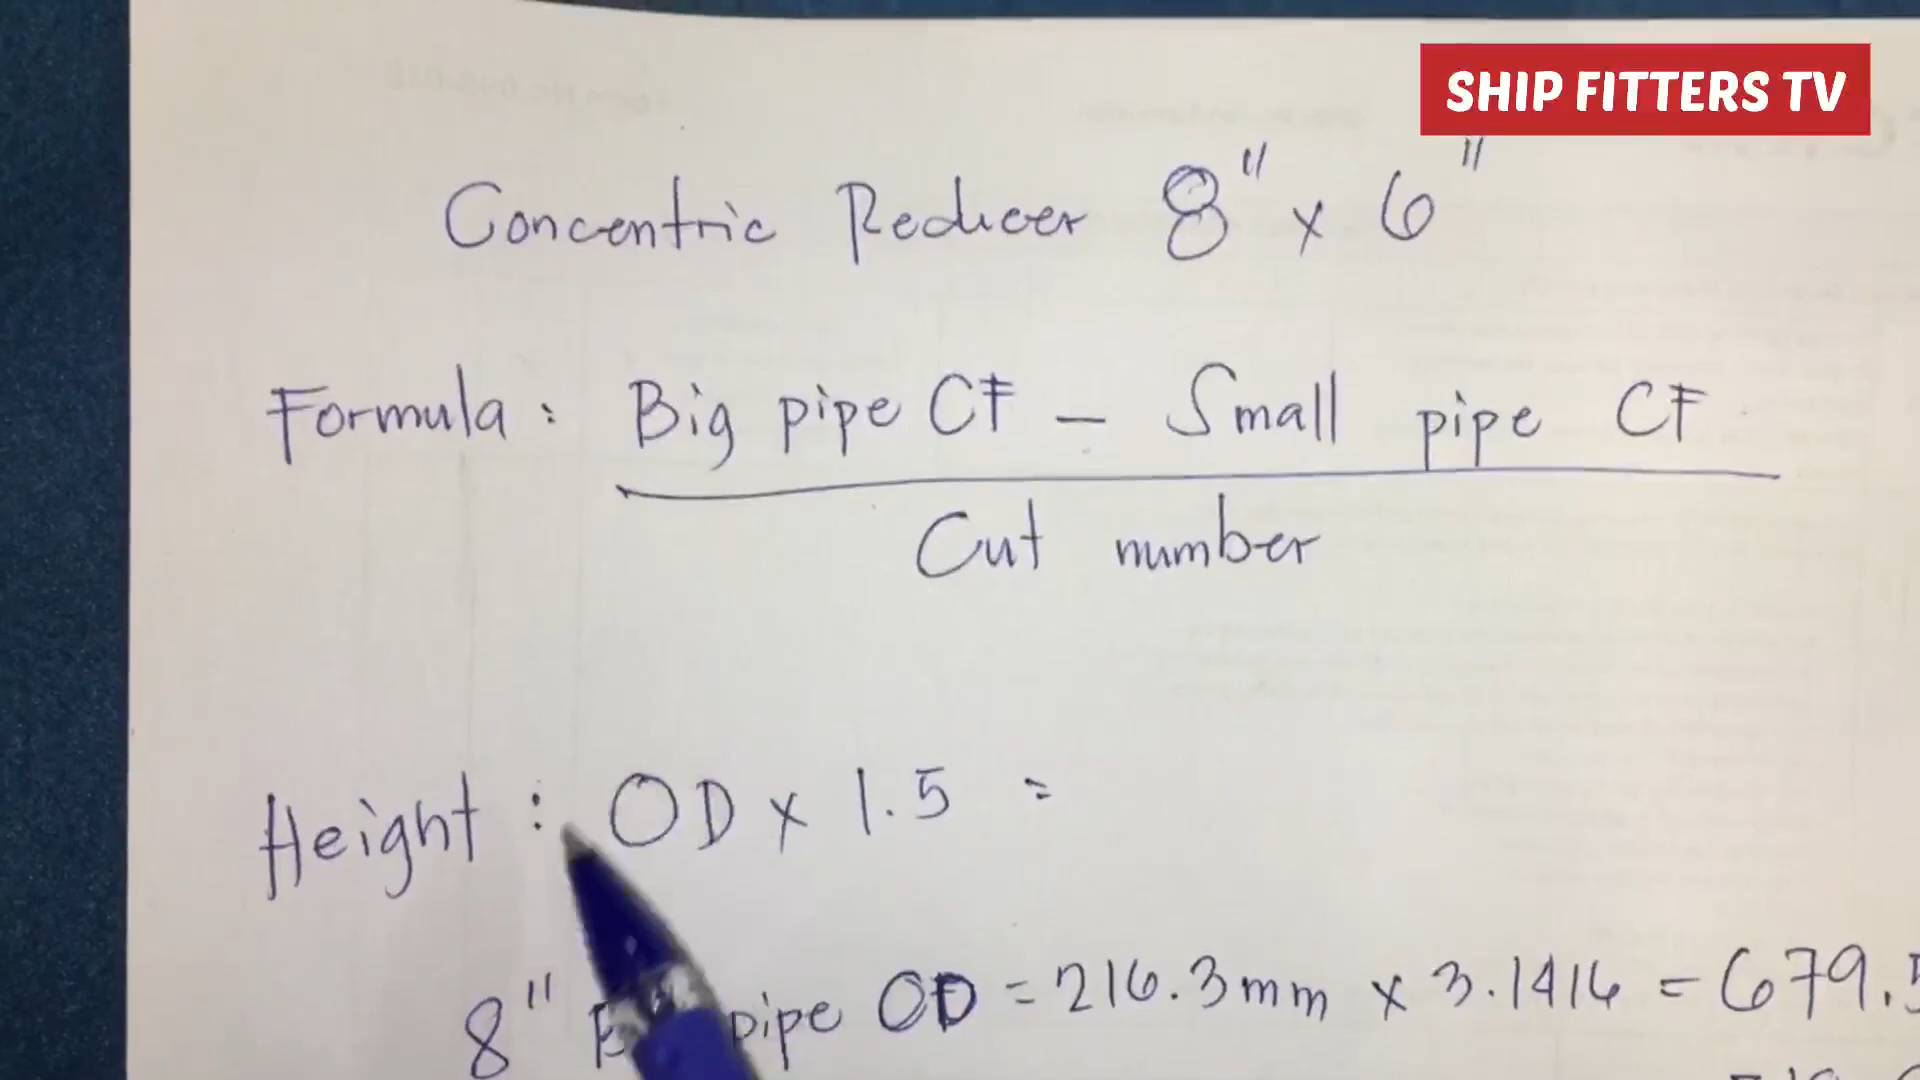 SHIP FITTERS TV
Concentric Reducer 8" x 6"
Formula: Big pipe CF - Small pipe CF
Cut number
Height: OD x 1.5 =
8" pipe OD = 216.3mm x 3.1416 = 679.5